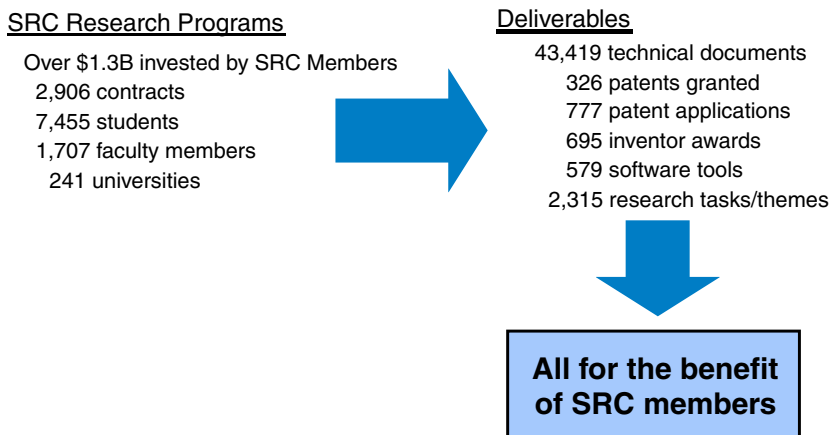 SRC Research Programs
Over $1.3B invested by SRC Members
2,906 contracts
7,455 students
1,707 faculty members
241 universities
Deliverables
43,419 technical documents
326 patents granted
777 patent applications
695 inventor awards
579 software tools
2,315 research tasks/themes
All for the benefit
of SRC members